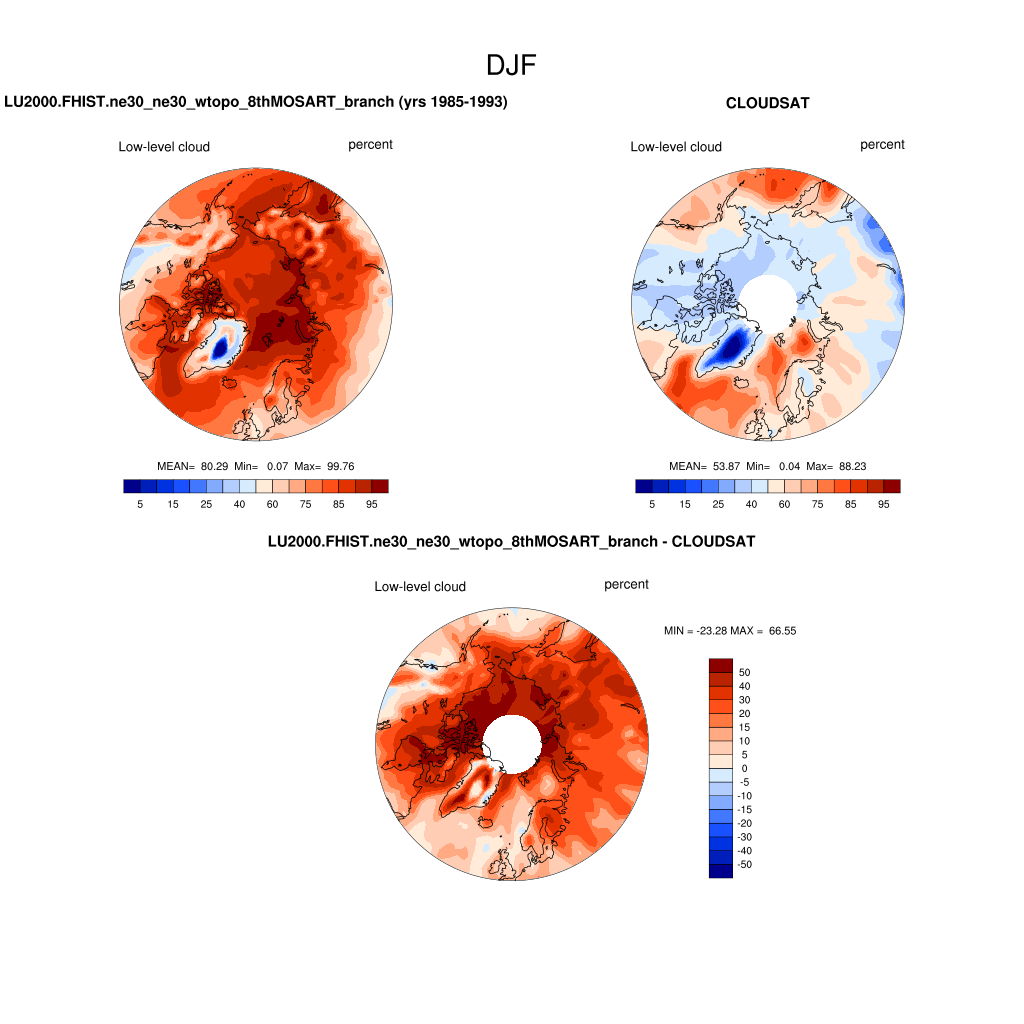 DJF
LU2000.FHIST.ne30_ne30_wtopo_8thMOSART_branch (yrs 1985-1993)
CLOUDSAT
Low-level cloud percent
Low-level cloud percent
MEAN= 80.29 Min= 0.07 Max= 99.76
MEAN= 53.87 Min= 0.04 Max= 88.23
5 15 25 40 60 75 85 95
5 15 25 40 60 75 85 95
LU2000.FHIST.ne30_ne30_wtopo_8thMOSART_branch - CLOUDSAT
Low-level cloud percent
MIN = -23.28 MAX = 66.55
50
40
30
20
15
10
5
0
-5
-10
-15
-20
-30
-40
-50